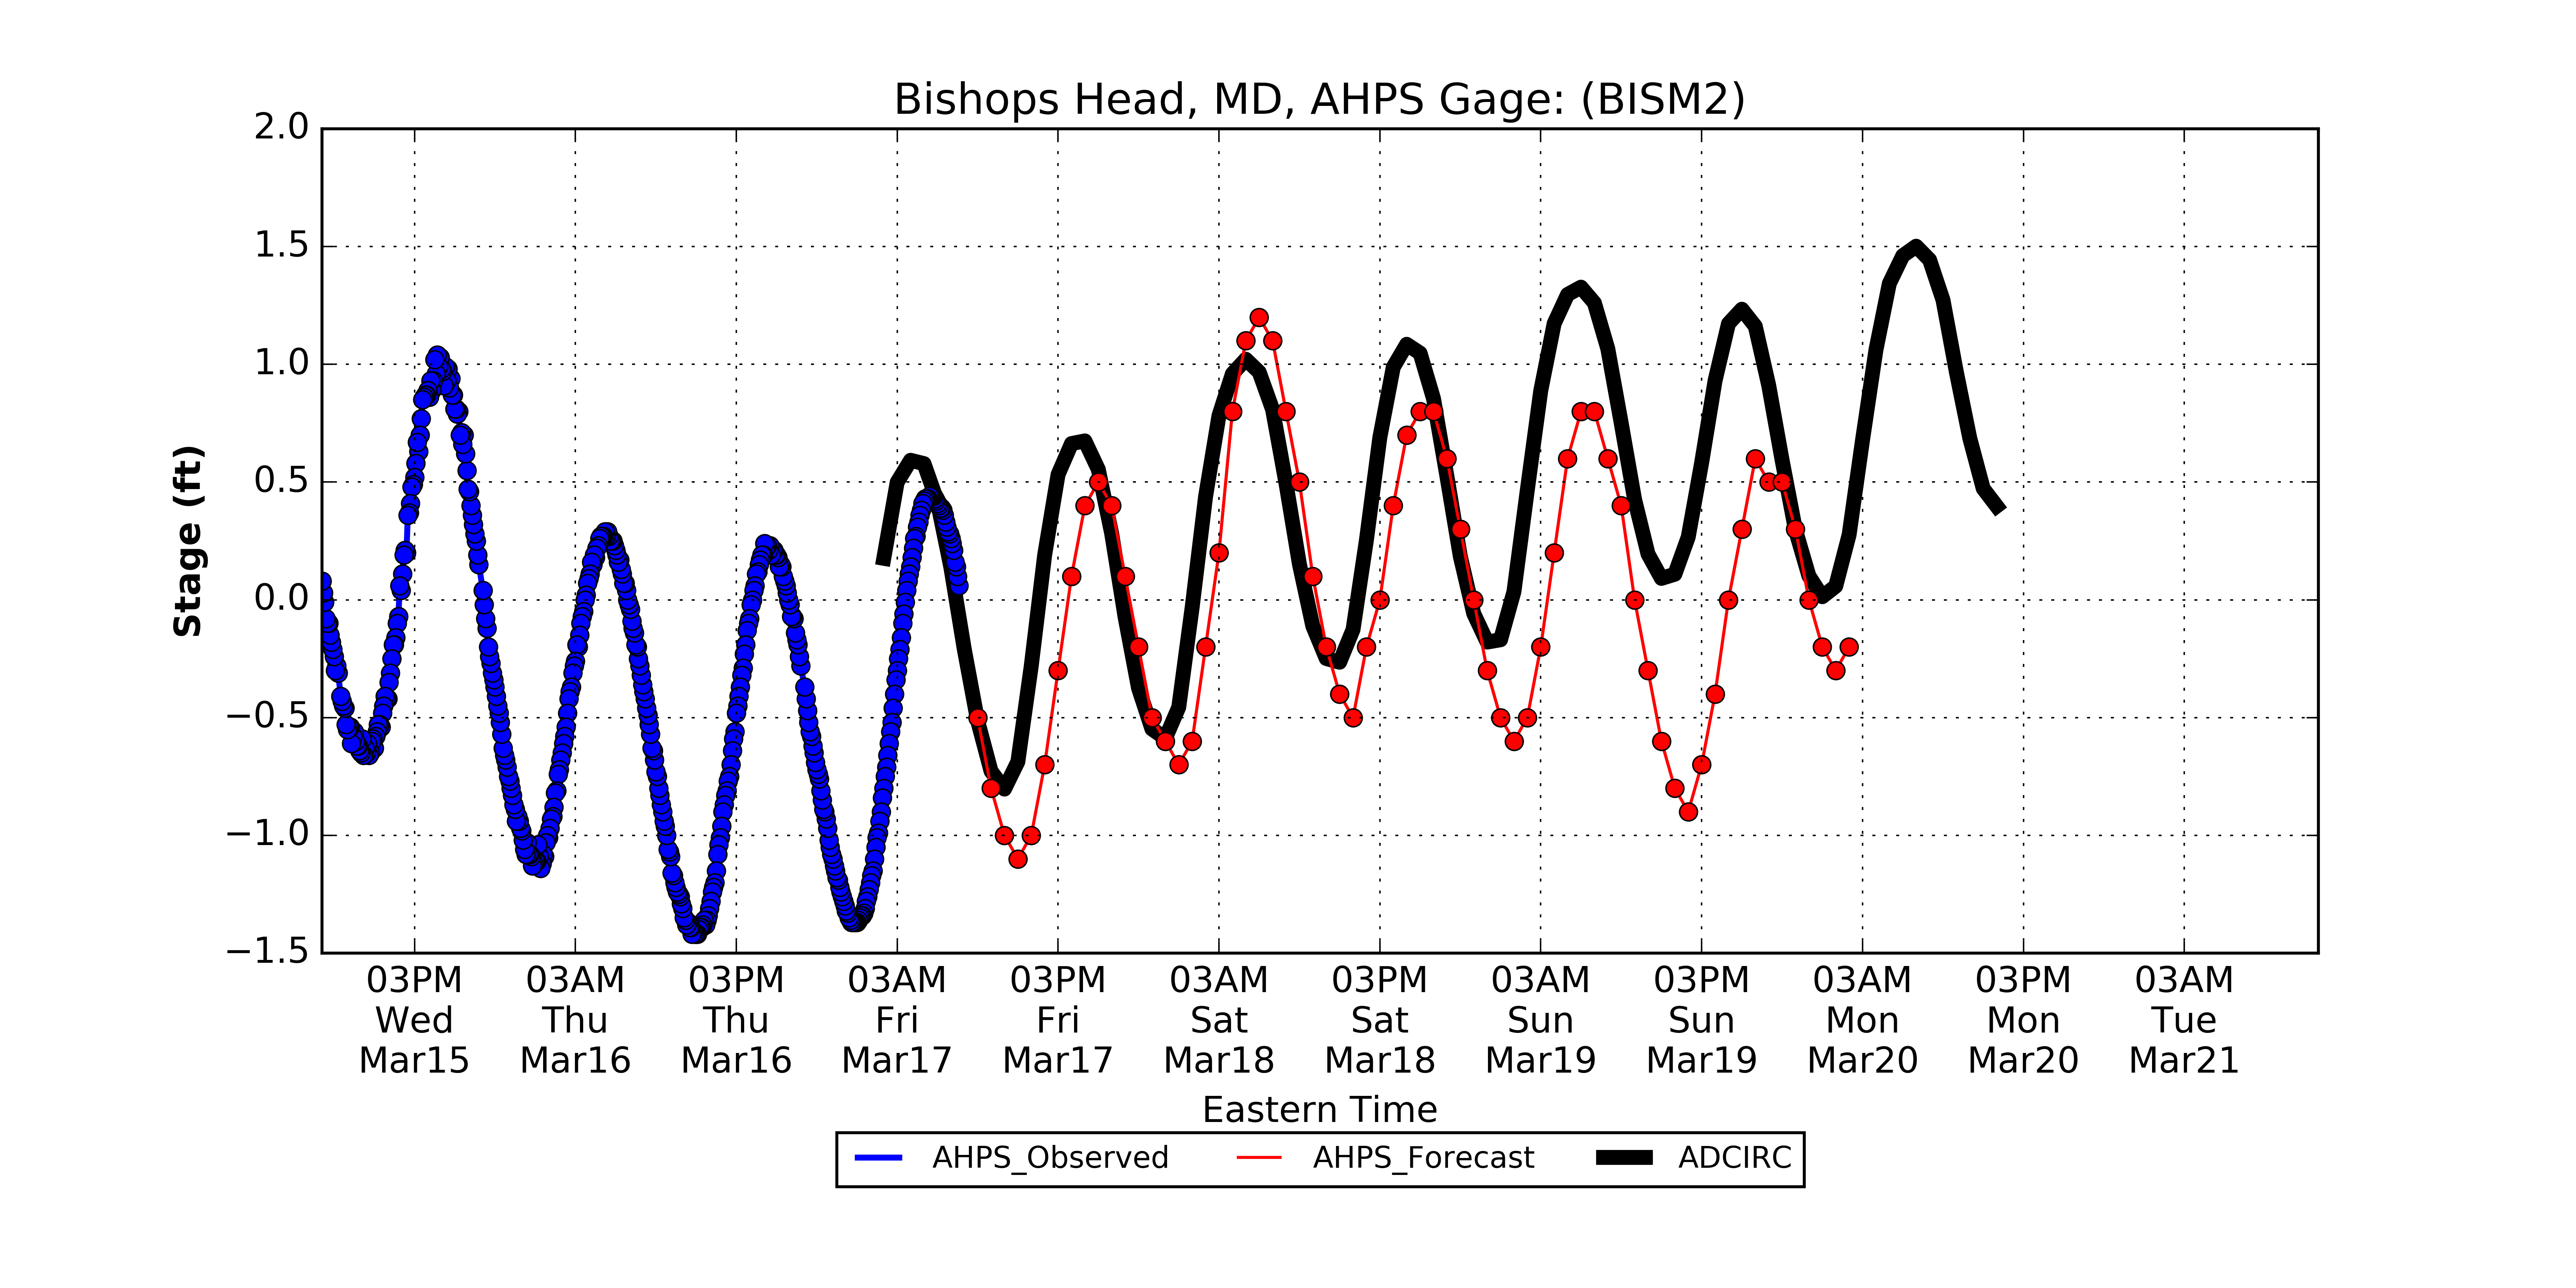 Bishops Head, MD, AHPS Gage: (BISM2)
2.0
1.5
1.0
0.5
0.0
−0.5
−1.0
−1.5
Stage (ft)
03PM 03AM 03PM 03AM 03PM 03AM 03PM 03AM 03PM 03AM 03PM 03AM
Wed Thu Thu Fri Fri Sat Sat Sun Sun Mon Mon Tue
Mar15 Mar16 Mar16 Mar17 Mar17 Mar18 Mar18 Mar19 Mar19 Mar20 Mar20 Mar21
Eastern Time
AHPS_Observed AHPS_Forecast ADCIRC